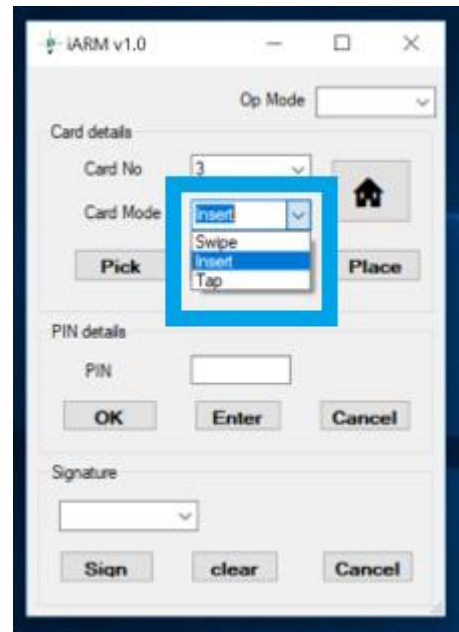 iARM v1.0
Op Mode
Card details
Card No 3
Card Mode Insert
Swipe
Insert
Tap
Pick Place
PIN details
PIN
OK Enter Cancel
Signature
Sign clear Cancel